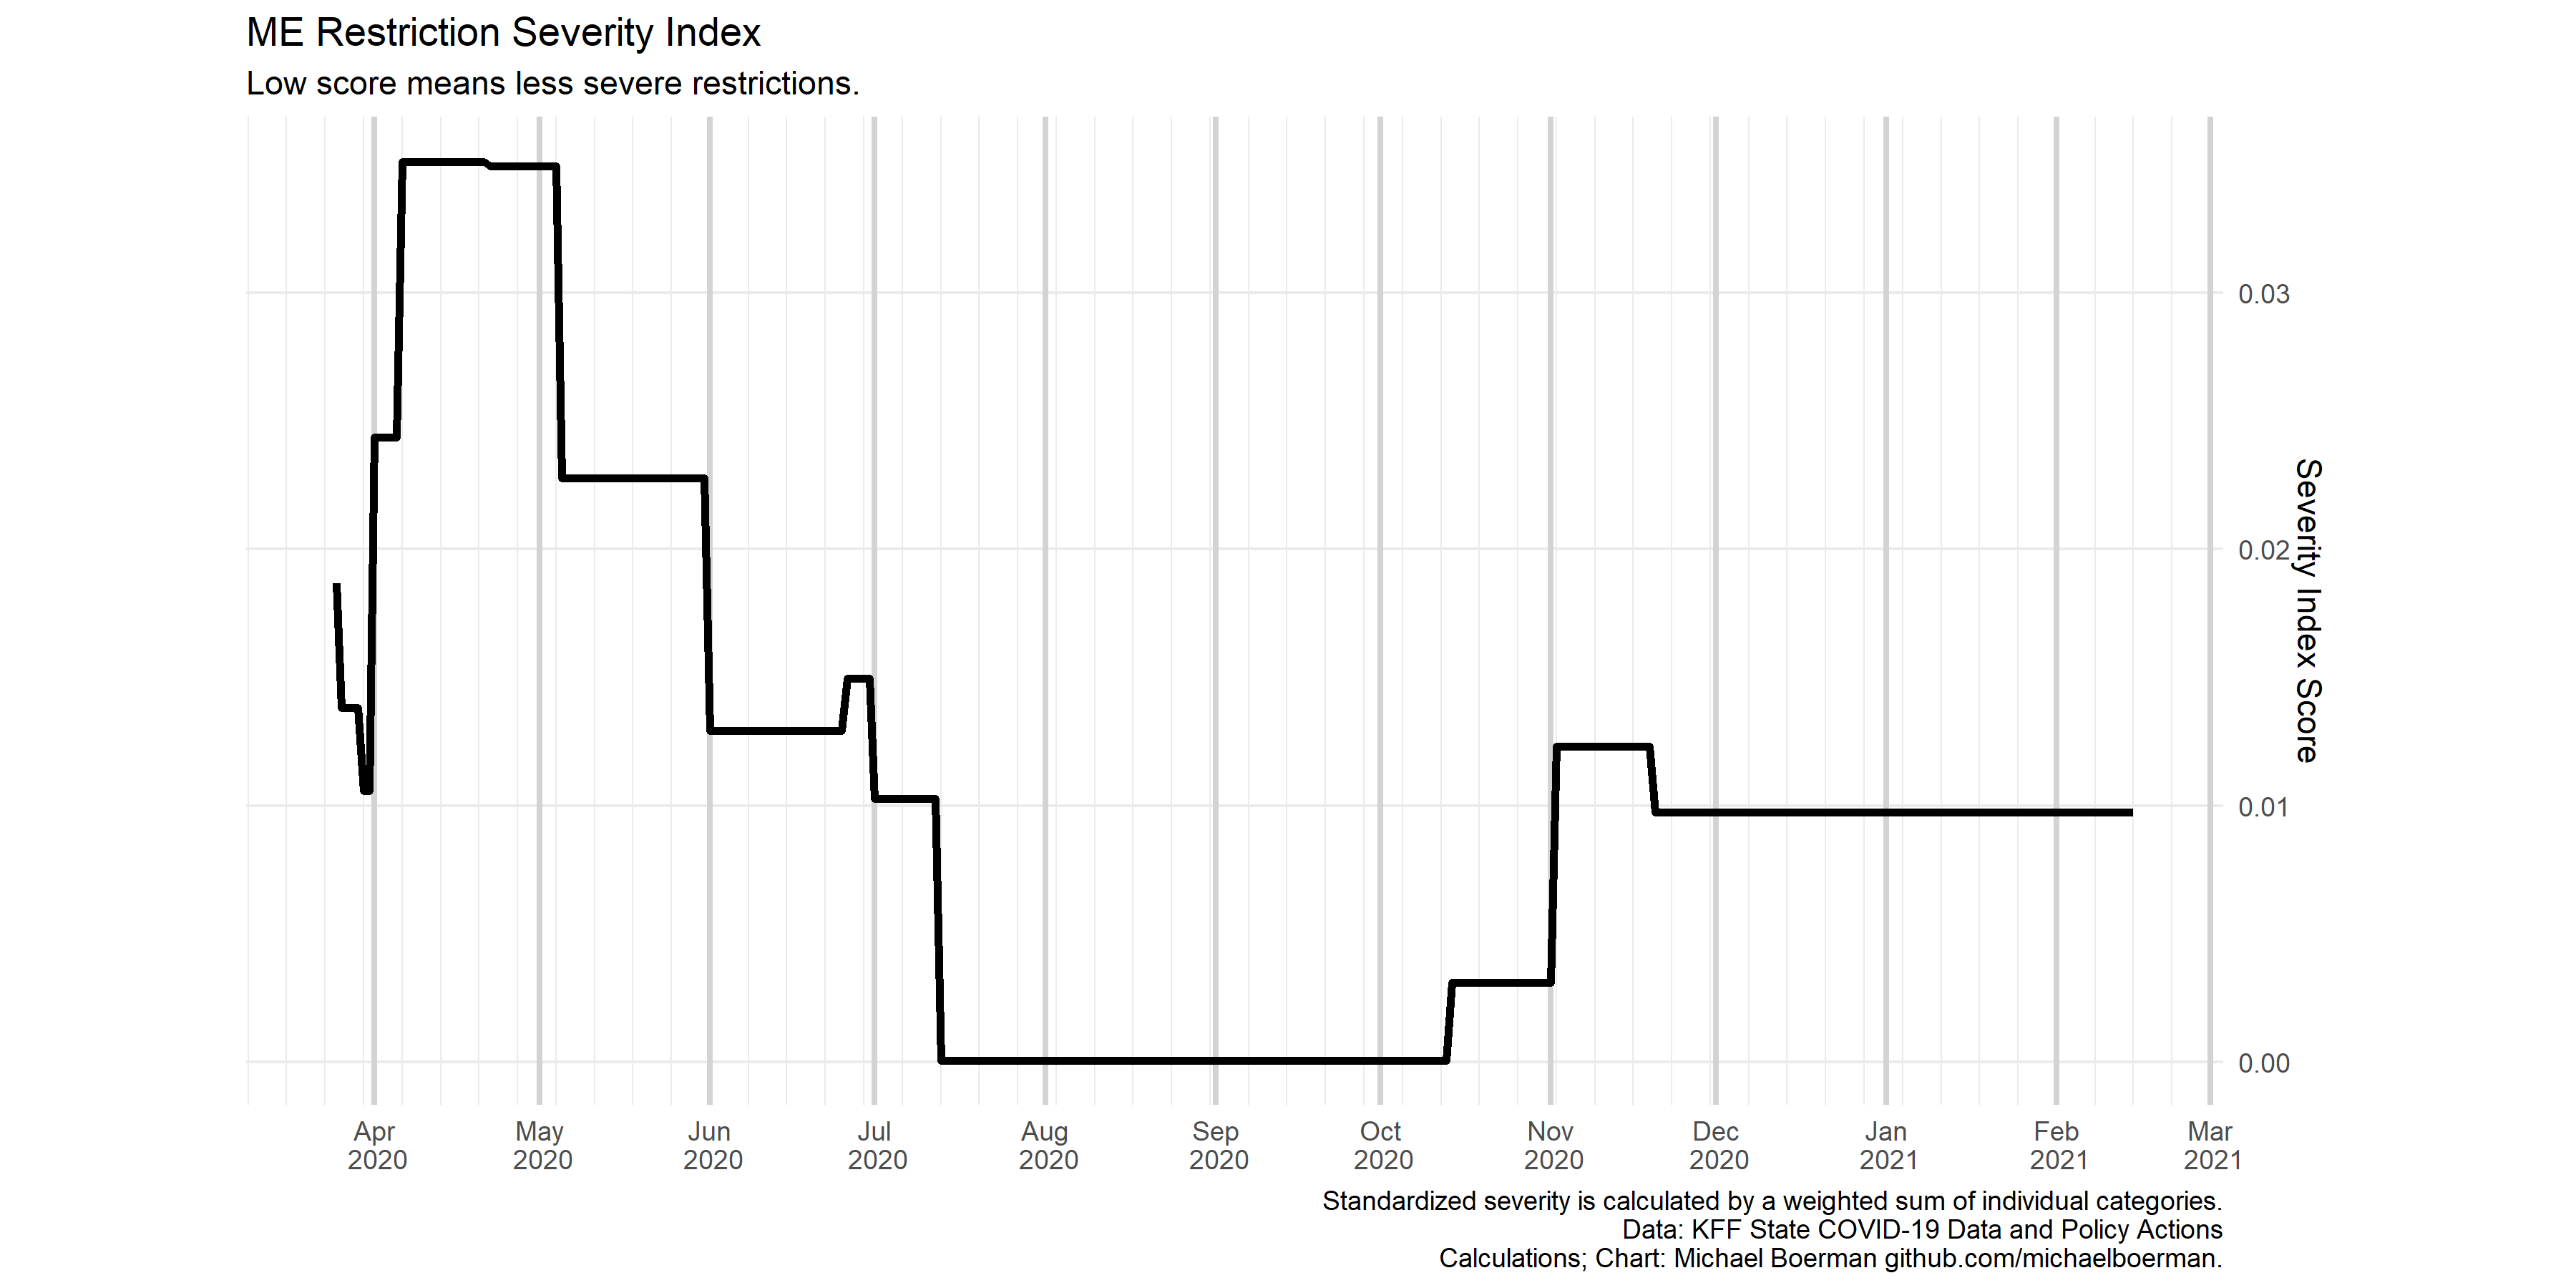 ME Restriction Severity Index
Low score means less severe restrictions.
0.03
0.02
0.01
0.00
Severity Index Score
Apr 2020
May 2020
Jun 2020
Jul 2020
Aug 2020
Sep 2020
Oct 2020
Nov 2020
Dec 2020
Jan 2021
Feb 2021
Mar 2021
Standardized severity is calculated by a weighted sum of individual categories.
Data: KFF State COVID-19 Data and Policy Actions
Calculations; Chart: Michael Boerman github.com/michaelboerman.